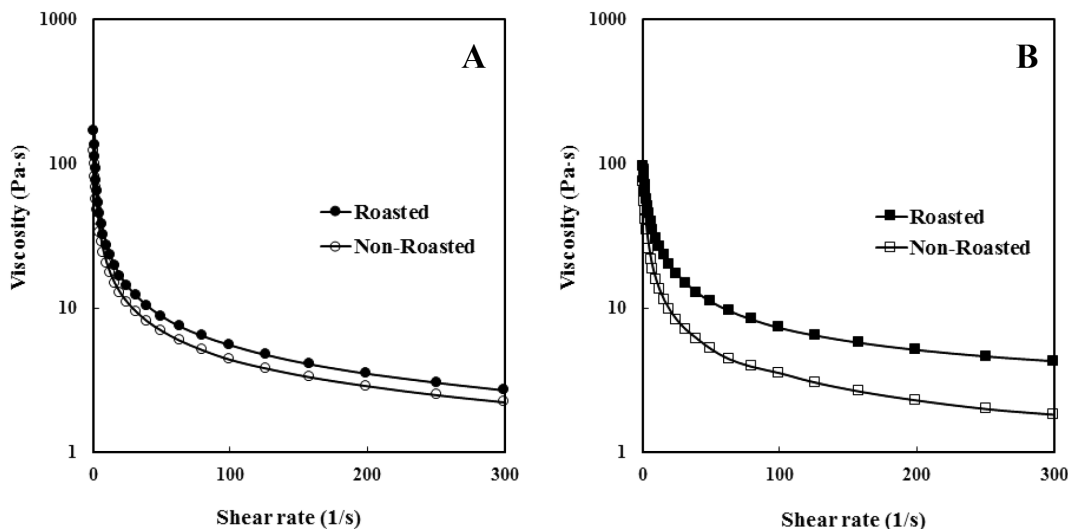 A
1000
100
10
1
Viscosity (Pa-s)
Roasted
Non-Roasted
0
100
200
300
Shear rate (1/s)
B
1000
100
10
1
Viscosity (Pa-s)
Roasted
Non-Roasted
0
100
200
300
Shear rate (1/s)